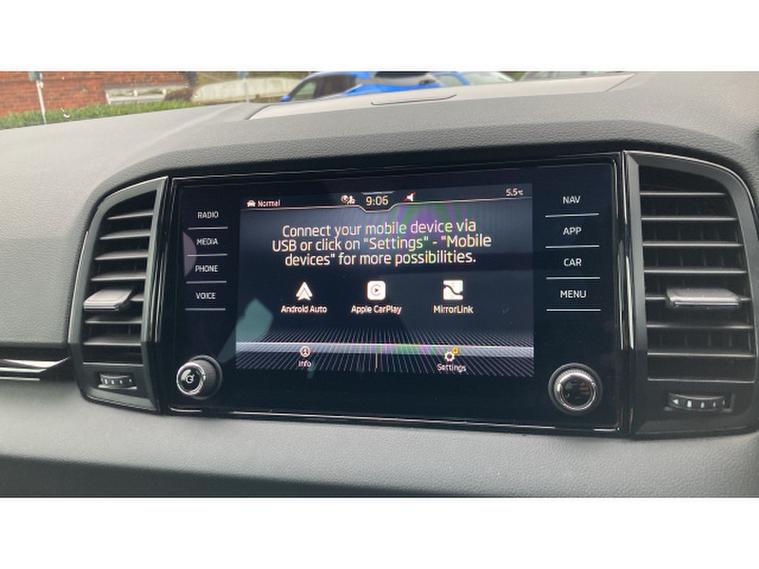 Normal
9:06
5.5°C
RADIO
MEDIA
PHONE
VOICE
Connect your mobile device via
USB or click on "Settings" - "Mobile
devices" for more possibilities.
Android Auto
Apple CarPlay
MirrorLink
Info
Settings
NAV
APP
CAR
MENU